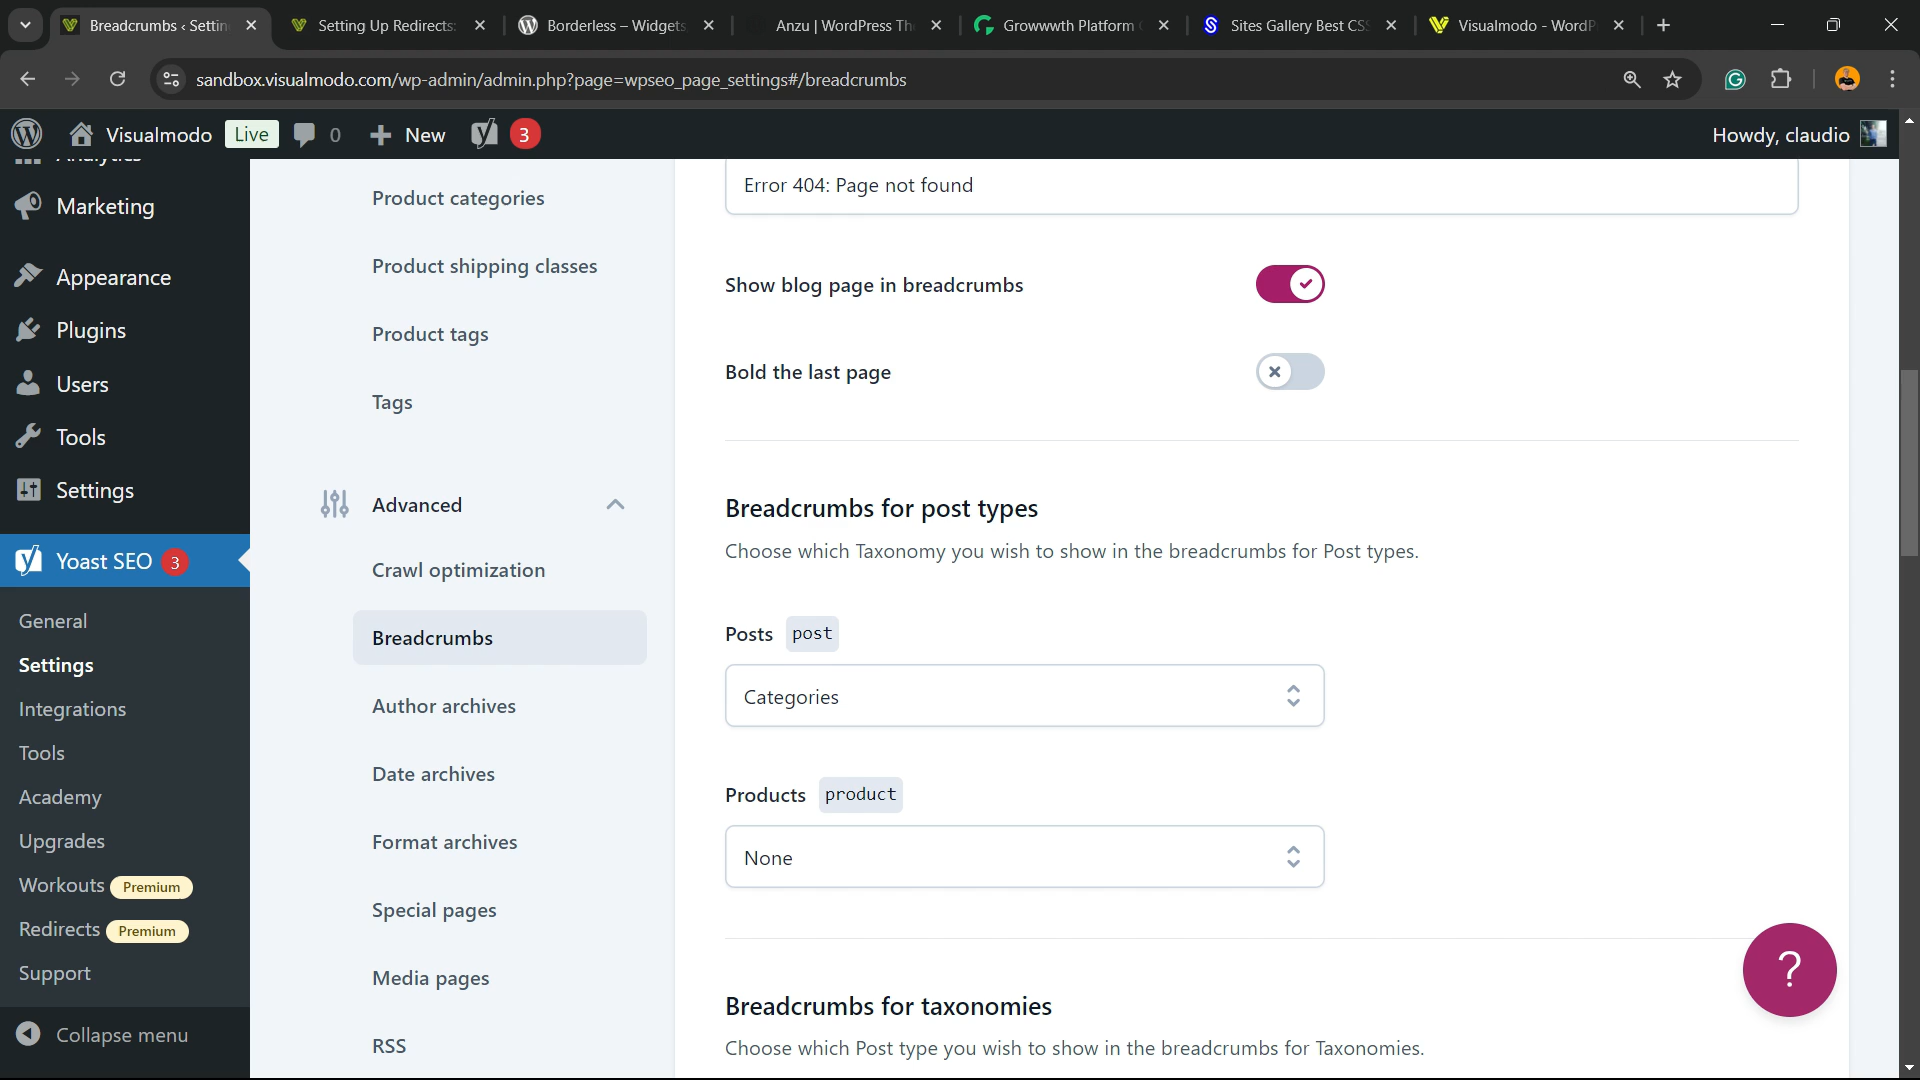 Breadcrumbs ‹ Settin
Setting Up Redirects:
Borderless – Widgets
Anzu | WordPress Th
Growwwth Platform
Sites Gallery Best CSS
Visualmodo - WordP
sandbox.visualmodo.com/wp-admin/admin.php?page=wpseo_page_settings#/breadcrumbs
Visualmodo Live 0 New 3
Howdy, claudio
Analytics
Marketing
Appearance
Plugins
Users
Tools
Settings
Yoast SEO 3
General
Settings
Integrations
Tools
Academy
Upgrades
Workouts Premium
Redirects Premium
Support
Collapse menu
Product categories
Product shipping classes
Product tags
Tags
Advanced
Crawl optimization
Breadcrumbs
Author archives
Date archives
Format archives
Special pages
Media pages
RSS
Error 404: Page not found
Show blog page in breadcrumbs
Bold the last page
Breadcrumbs for post types
Choose which Taxonomy you wish to show in the breadcrumbs for Post types.
Posts post
Categories
Products product
None
Breadcrumbs for taxonomies
Choose which Post type you wish to show in the breadcrumbs for Taxonomies.
?